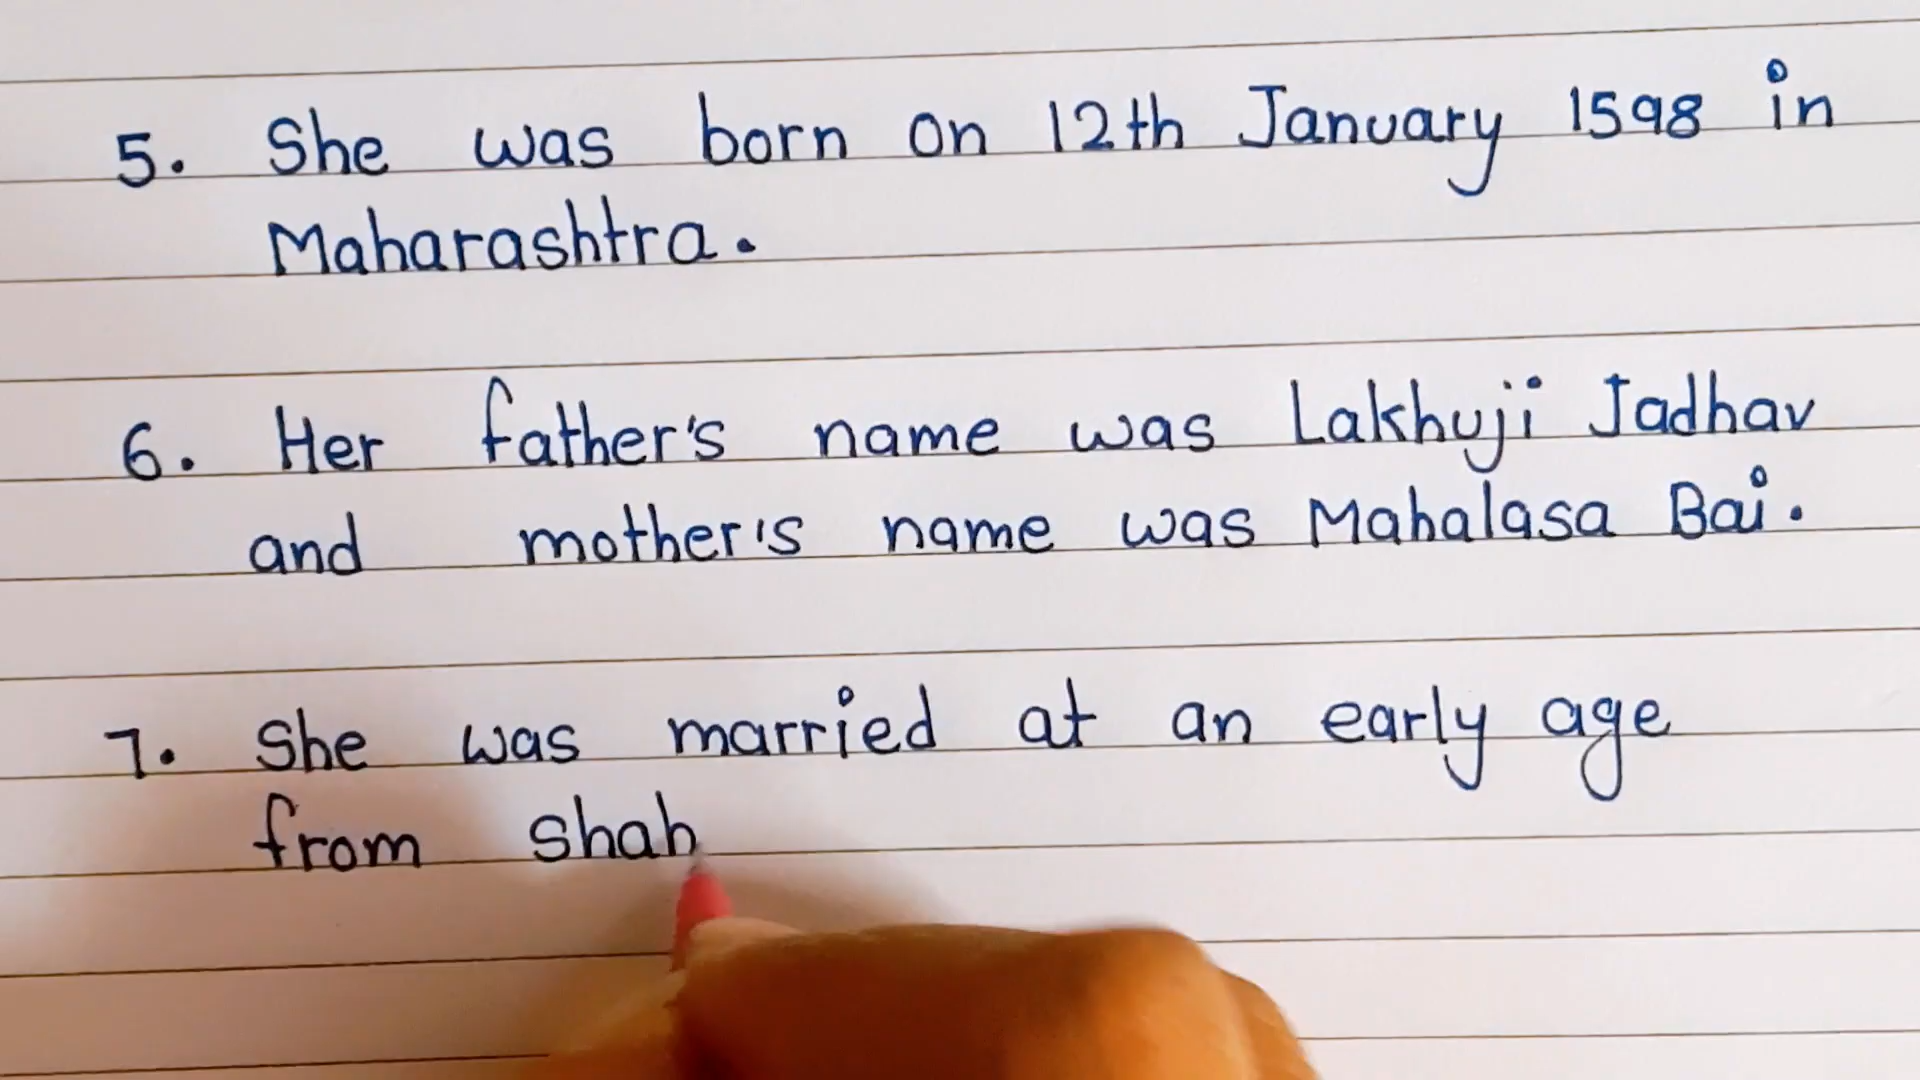 5. She was born on 12th January 1598 in
Maharashtra.
6. Her father's name was Lakhuji Jadhav
and mother's name was Mahalasa Bai.
7. She was married at an early age
from shah